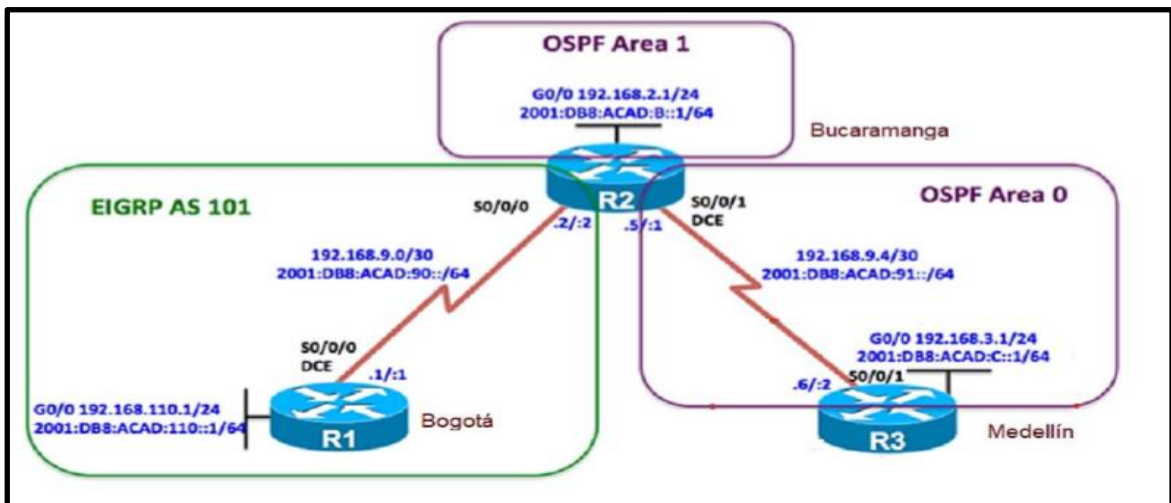 OSPF Area 1
G0/0 192.168.2.1/24
2001:DB8:ACAD:B::1/64
Bucaramanga
R2
EIGRP AS 101
S0/0/0
.2/:2
.5/:1
S0/0/1
DCE
OSPF Area 0
192.168.9.0/30
2001:DB8:ACAD:90::/64
192.168.9.4/30
2001:DB8:ACAD:91::/64
S0/0/0
DCE
.1/:1
G0/0 192.168.110.1/24
2001:DB8:ACAD:110::1/64
R1
Bogotá
G0/0 192.168.3.1/24
2001:DB8:ACAD:C::1/64
.6/:2
S0/0/1
R3
Medellín